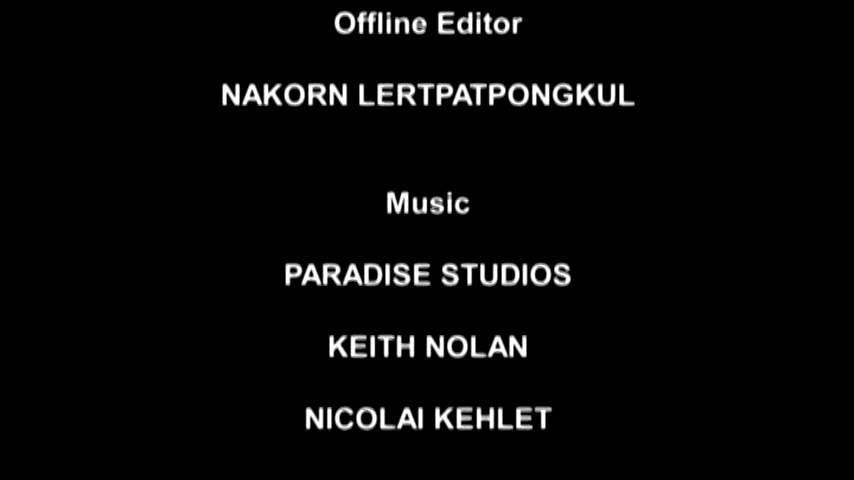 Offline Editor
NAKORN LERTPATPONGKUL
Music
PARADISE STUDIOS
KEITH NOLAN
NICOLAI KEHLET